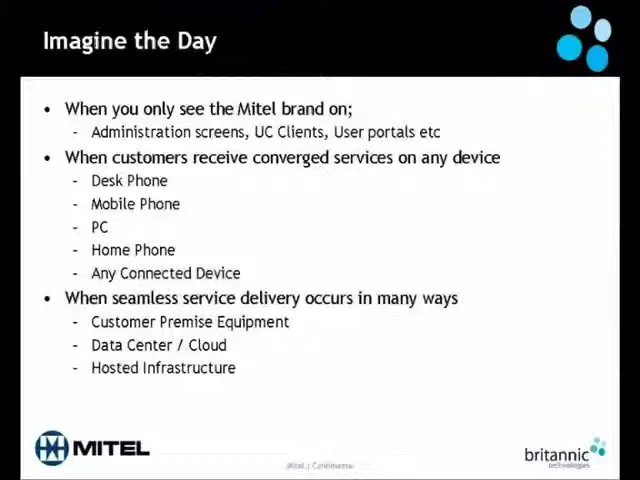 Imagine the Day
• When you only see the Mitel brand on;
- Administration screens, UC Clients, User portals etc
• When customers receive converged services on any device
- Desk Phone
- Mobile Phone
- PC
- Home Phone
- Any Connected Device
• When seamless service delivery occurs in many ways
- Customer Premise Equipment
- Data Center / Cloud
- Hosted Infrastructure
MITEL
britannic
technologies
Mitel |